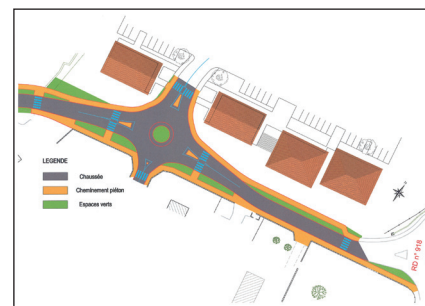 LEGENDE
Chaussée
Cheminement piéton
Espaces verts
RD n° 918